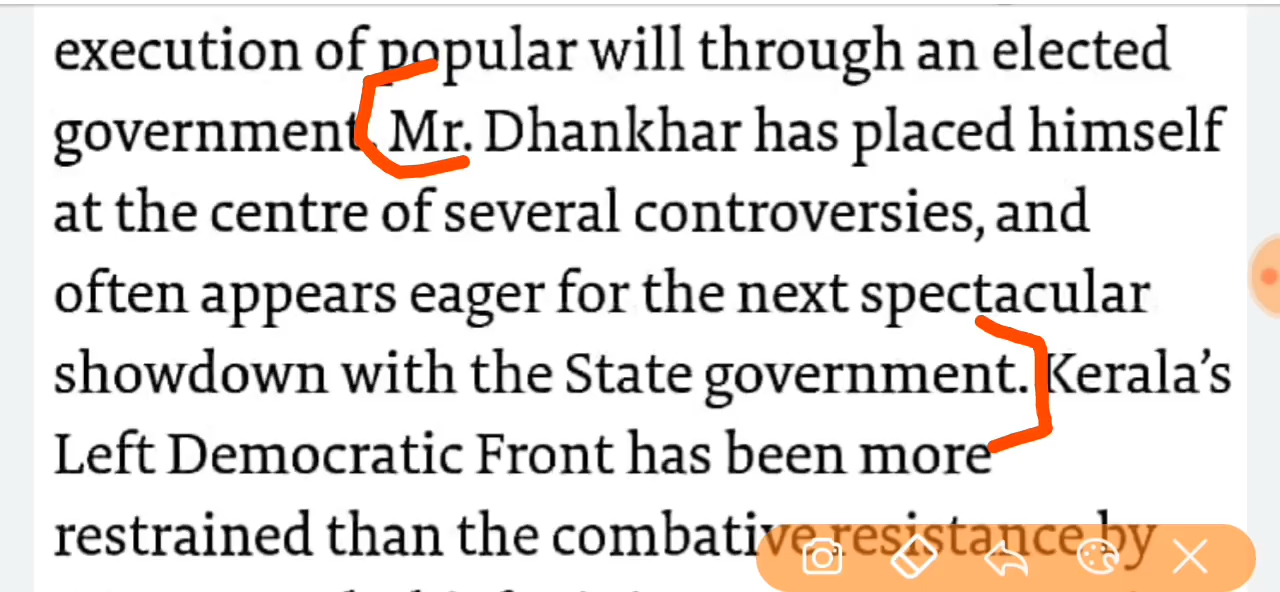 execution of popular will through an elected
government. Mr. Dhankhar has placed himself
at the centre of several controversies, and
often appears eager for the next spectacular
showdown with the State government. Kerala’s
Left Democratic Front has been more
restrained than the combative resistance by